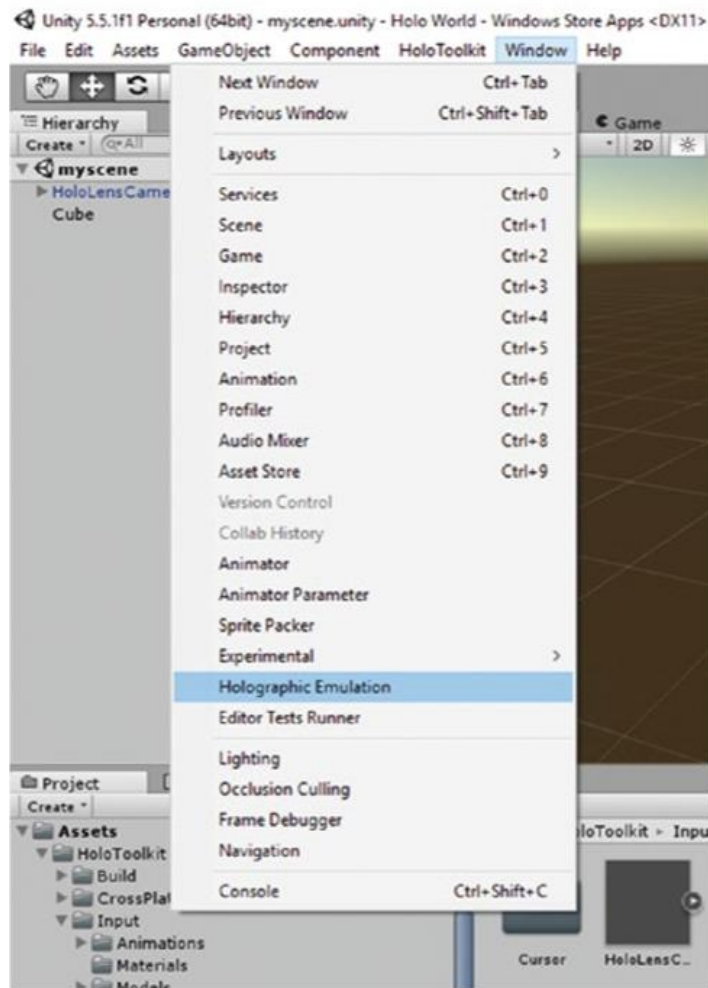 Unity 5.5.1f1 Personal (64bit) - myscene.unity - Holo World - Windows Store Apps <DX11>
File Edit Assets GameObject Component HoloToolkit Window Help
Next Window Ctrl+Tab
Previous Window Ctrl+Shift+Tab
Hierarchy
Game
Create
All
2D
Layouts
myscene
HoloLensCame
Cube
Services Ctrl+0
Scene Ctrl+1
Game Ctrl+2
Inspector Ctrl+3
Hierarchy Ctrl+4
Project Ctrl+5
Animation Ctrl+6
Profiler Ctrl+7
Audio Mixer Ctrl+8
Asset Store Ctrl+9
Version Control
Collab History
Animator
Animator Parameter
Sprite Packer
Experimental
Holographic Emulation
Editor Tests Runner
Lighting
Occlusion Culling
Frame Debugger
Navigation
Console Ctrl+Shift+C
Project
Create
Assets
HoloToolkit
Build
CrossPlat
Input
Animations
Materials
Models
loToolkit Inpu
Cursor
HoloLensC...